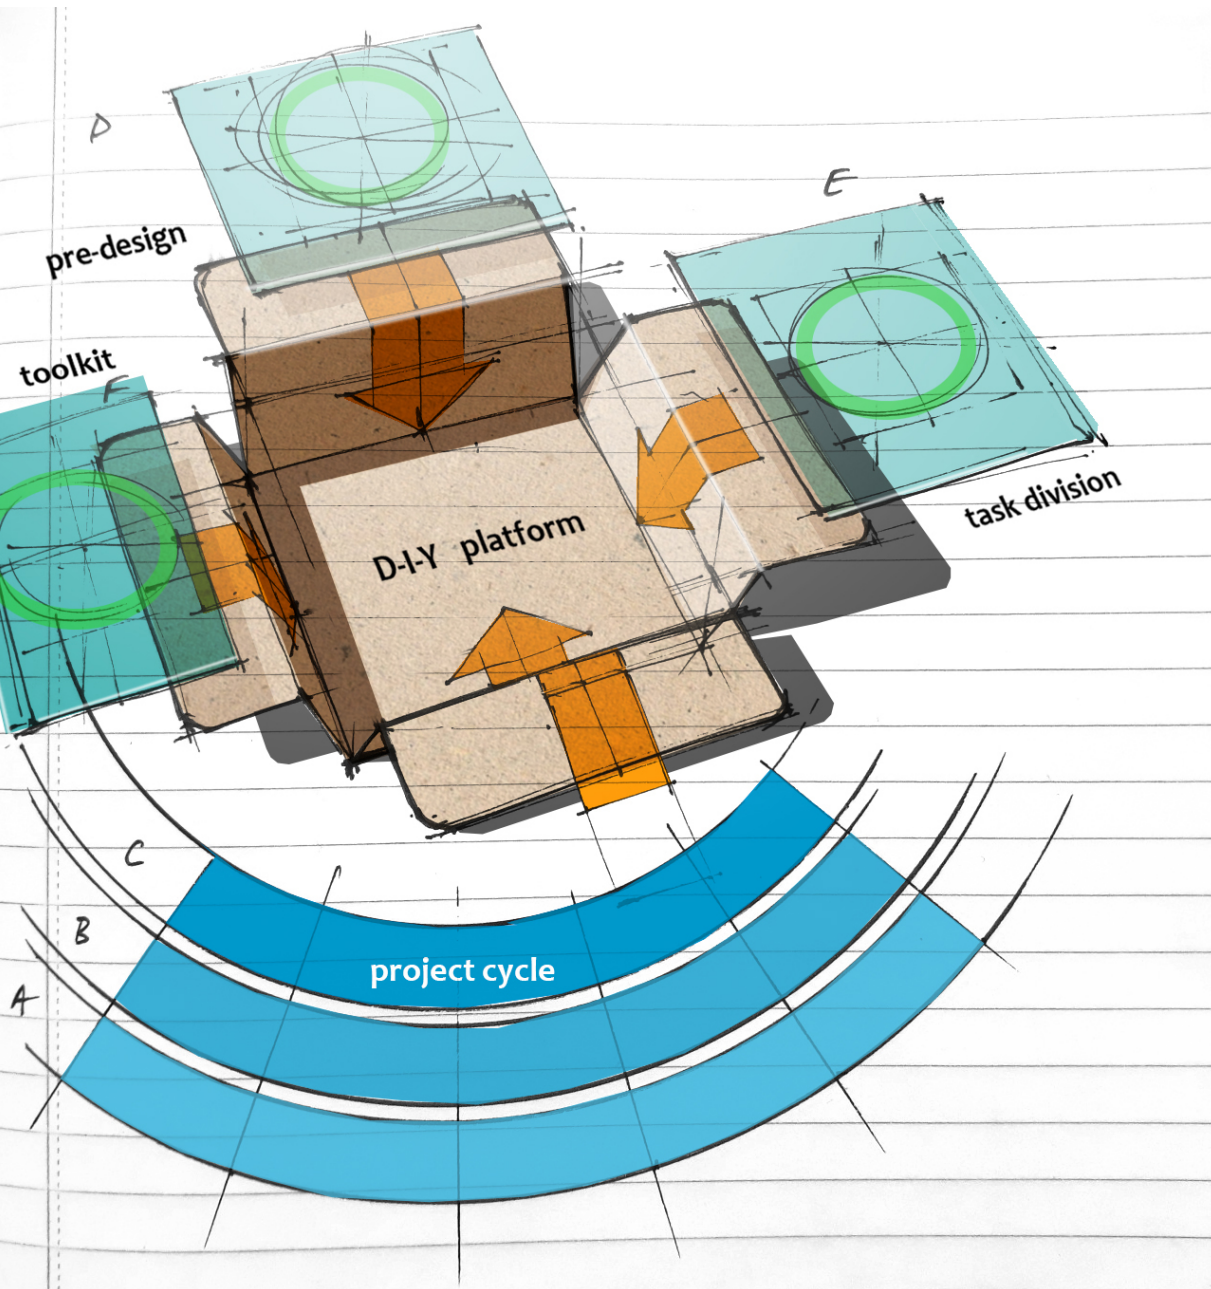 D
E
pre-design
toolkit
F
task division
D-I-Y platform
C
B
project cycle
A